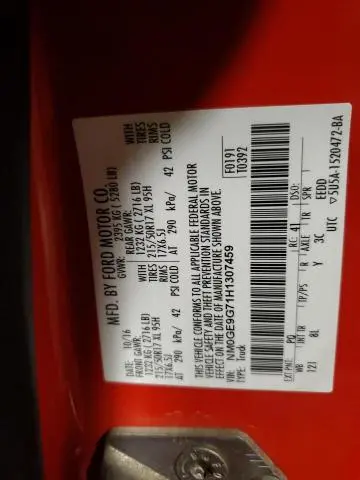 MFD. BY FORD MOTOR CO.
DATE: 10/16 GVWR: 2395 KG ( 5280 LB)
FRONT GAWR: REAR GAWR: WITH
1232 KG ( 2716 LB) 1232 KG ( 2716 LB) TIRES
215/50R17 XL 95H 215/50R17 XL 95H RIMS
17X6.5J 17X6.5J
AT 290 kPa/ 42 PSI COLD AT 290 kPa/ 42 PSI COLD
THIS VEHICLE CONFORMS TO ALL APPLICABLE FEDERAL MOTOR
VEHICLE SAFETY AND THEFT PREVENTION STANDARDS IN
EFFECT ON THE DATE OF MANUFACTURE SHOWN ABOVE.
VIN: NM0GE9G71H1307459 F0191
TYPE: Truck T0392
EXT PNT: PQ RC: 41 DSO:
WB INT TR TP/PS R AXLE TR SPR
121 8L Y 3C EEDD
UTC ▽5U5A-1520472-BA